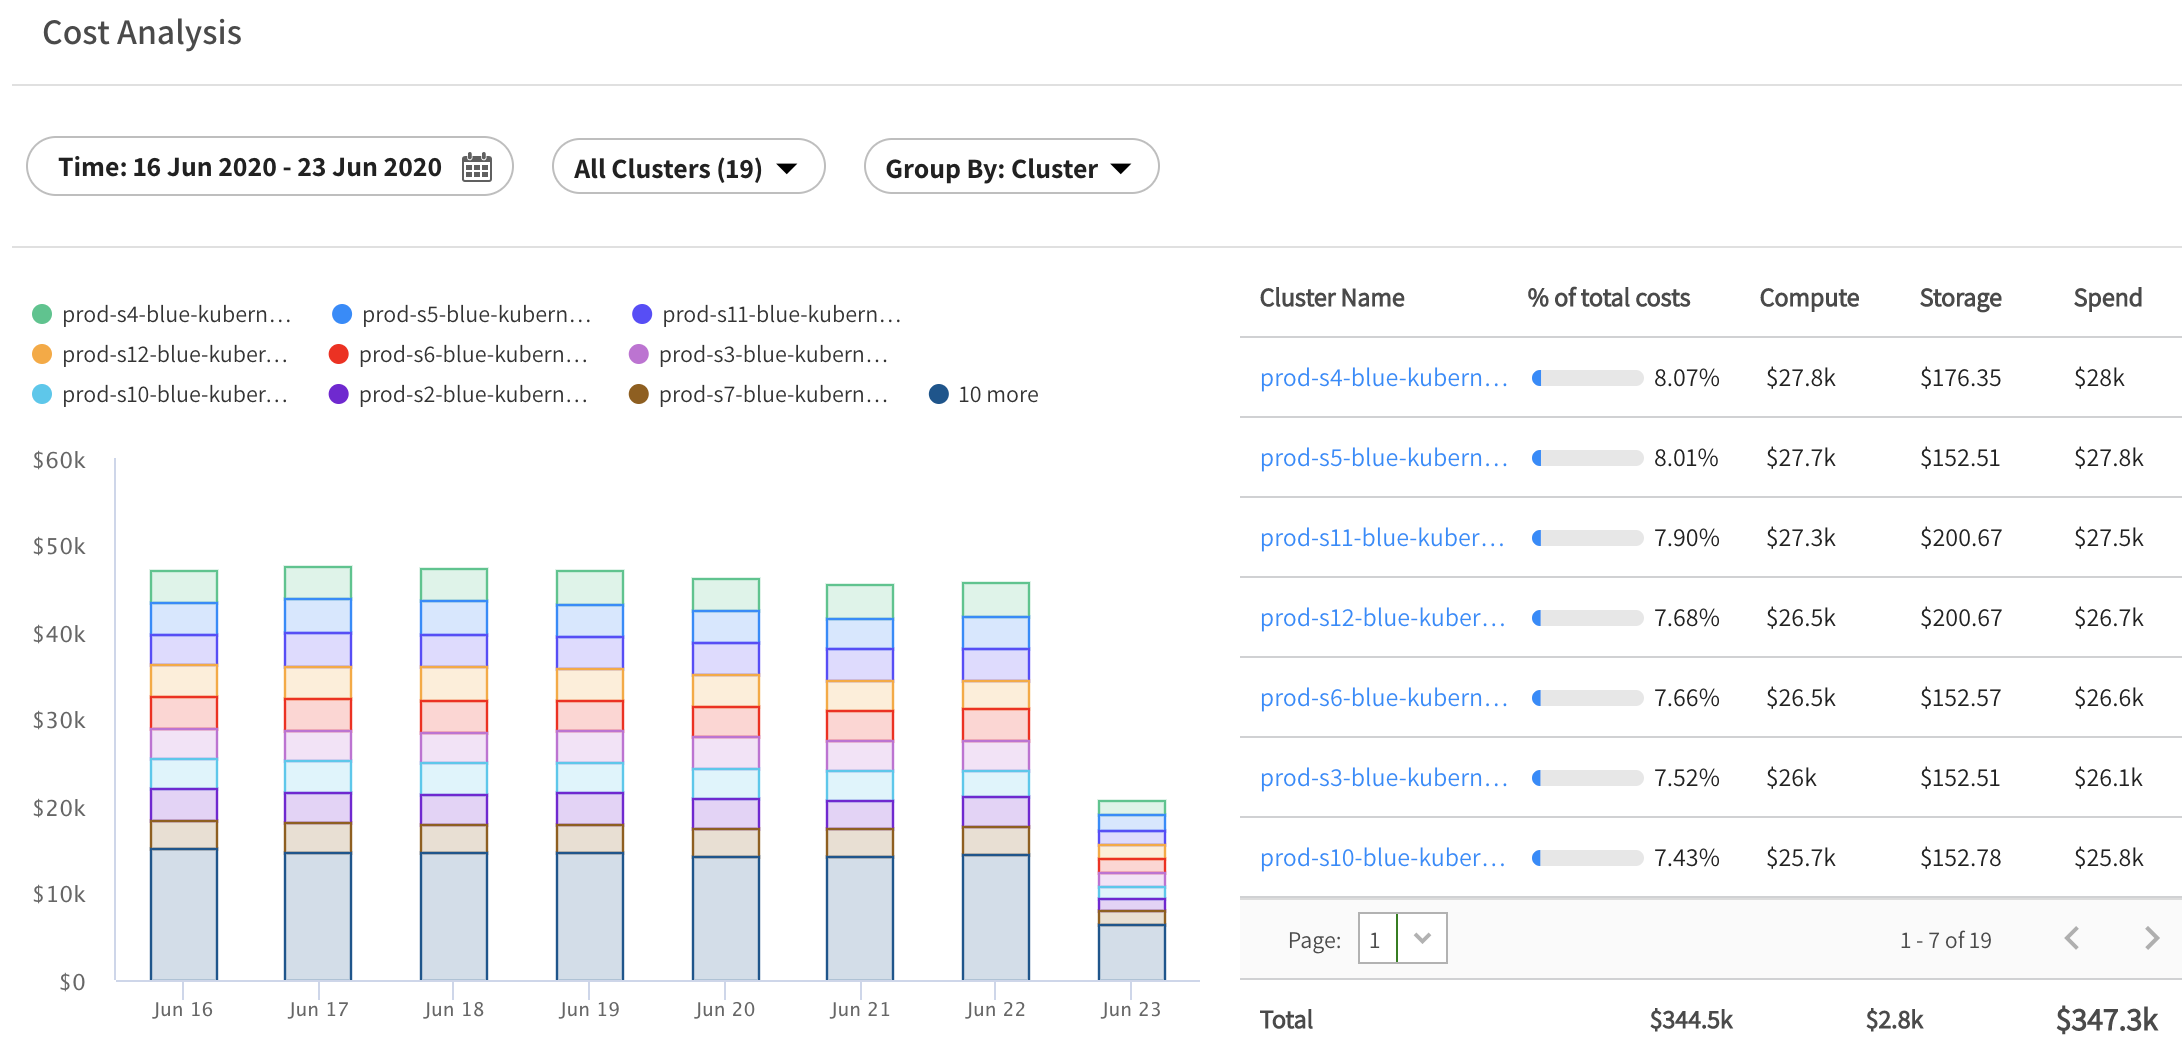 Cost Analysis
Time: 16 Jun 2020 - 23 Jun 2020
All Clusters (19)
Group By: Cluster
prod-s4-blue-kubern... prod-s5-blue-kubern... prod-s11-blue-kubern...
prod-s12-blue-kuber... prod-s6-blue-kubern... prod-s3-blue-kubern...
prod-s10-blue-kuber... prod-s2-blue-kubern... prod-s7-blue-kubern... 10 more
$60k
$50k
$40k
$30k
$20k
$10k
$0
Jun 16 Jun 17 Jun 18 Jun 19 Jun 20 Jun 21 Jun 22 Jun 23
Cluster Name % of total costs Compute Storage Spend
prod-s4-blue-kubern... 8.07% $27.8k $176.35 $28k
prod-s5-blue-kubern... 8.01% $27.7k $152.51 $27.8k
prod-s11-blue-kuber... 7.90% $27.3k $200.67 $27.5k
prod-s12-blue-kuber... 7.68% $26.5k $200.67 $26.7k
prod-s6-blue-kubern... 7.66% $26.5k $152.57 $26.6k
prod-s3-blue-kubern... 7.52% $26k $152.51 $26.1k
prod-s10-blue-kuber... 7.43% $25.7k $152.78 $25.8k
Page: 1 1 - 7 of 19
Total $344.5k $2.8k $347.3k